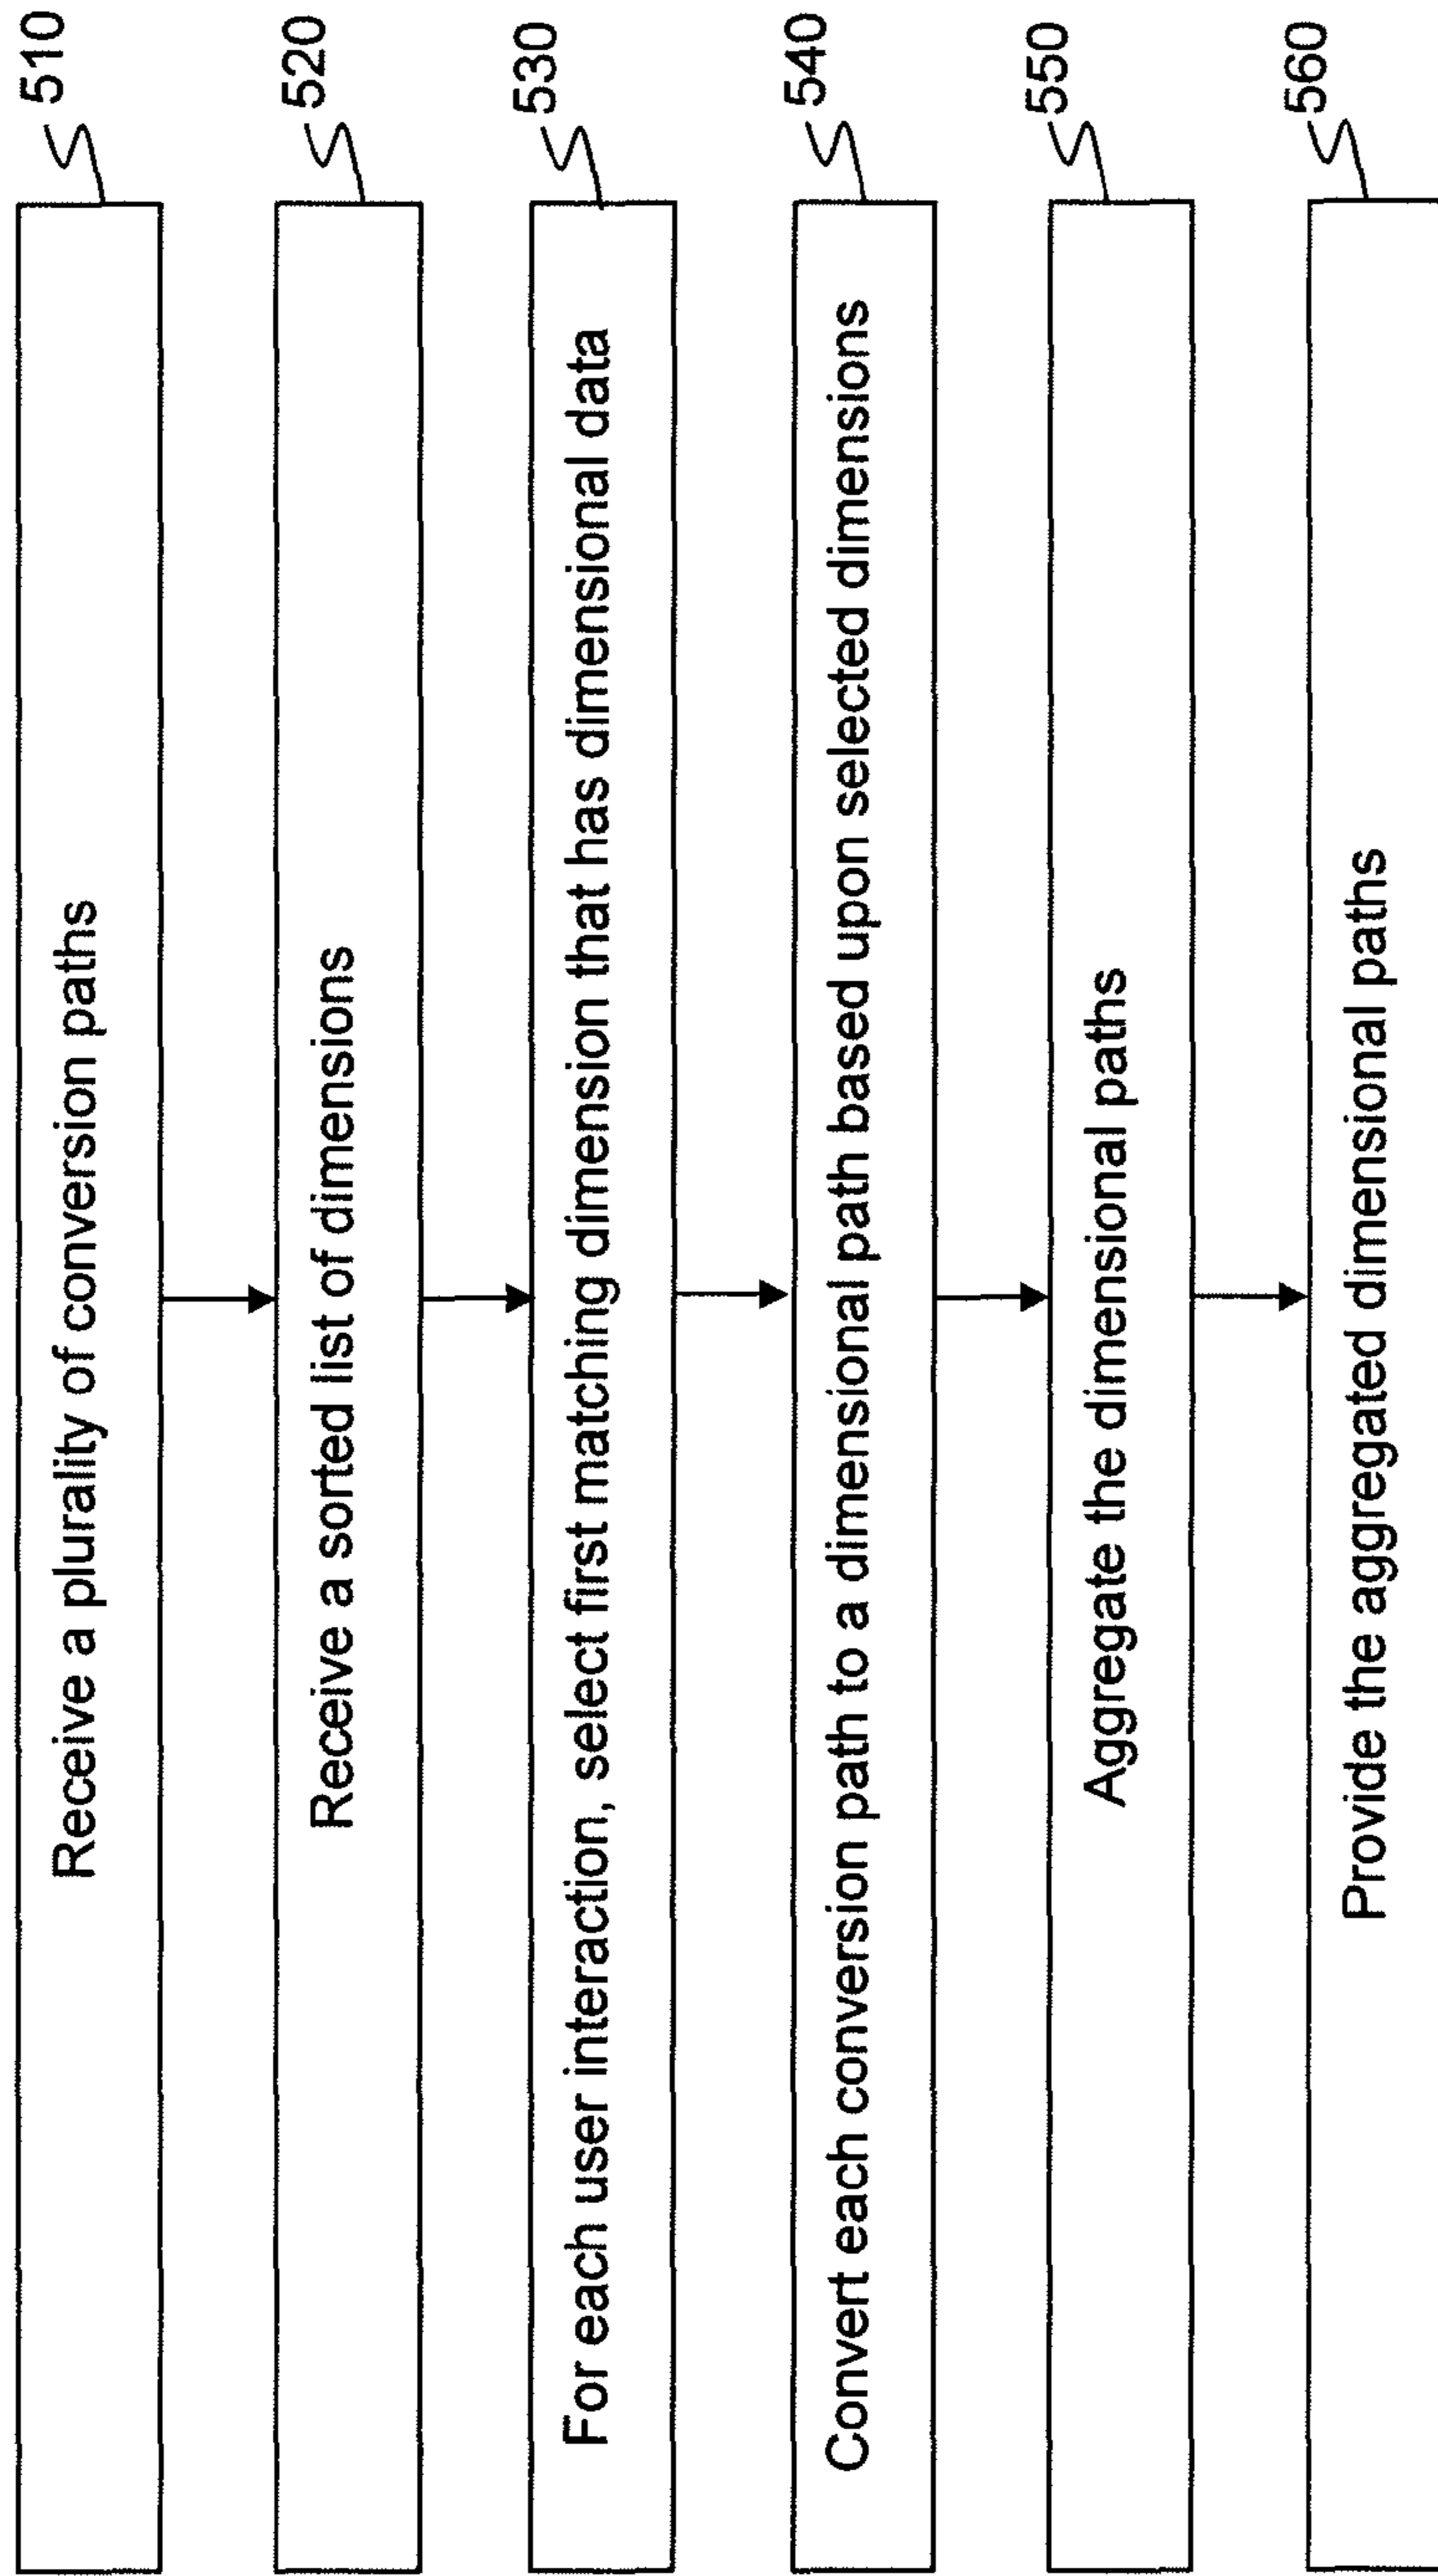 Receive a plurality of conversion paths
510
Receive a sorted list of dimensions
520
For each user interaction, select first matching dimension that has dimensional data
530
Convert each conversion path to a dimensional path based upon selected dimensions
540
Aggregate the dimensional paths
550
Provide the aggregated dimensional paths
560